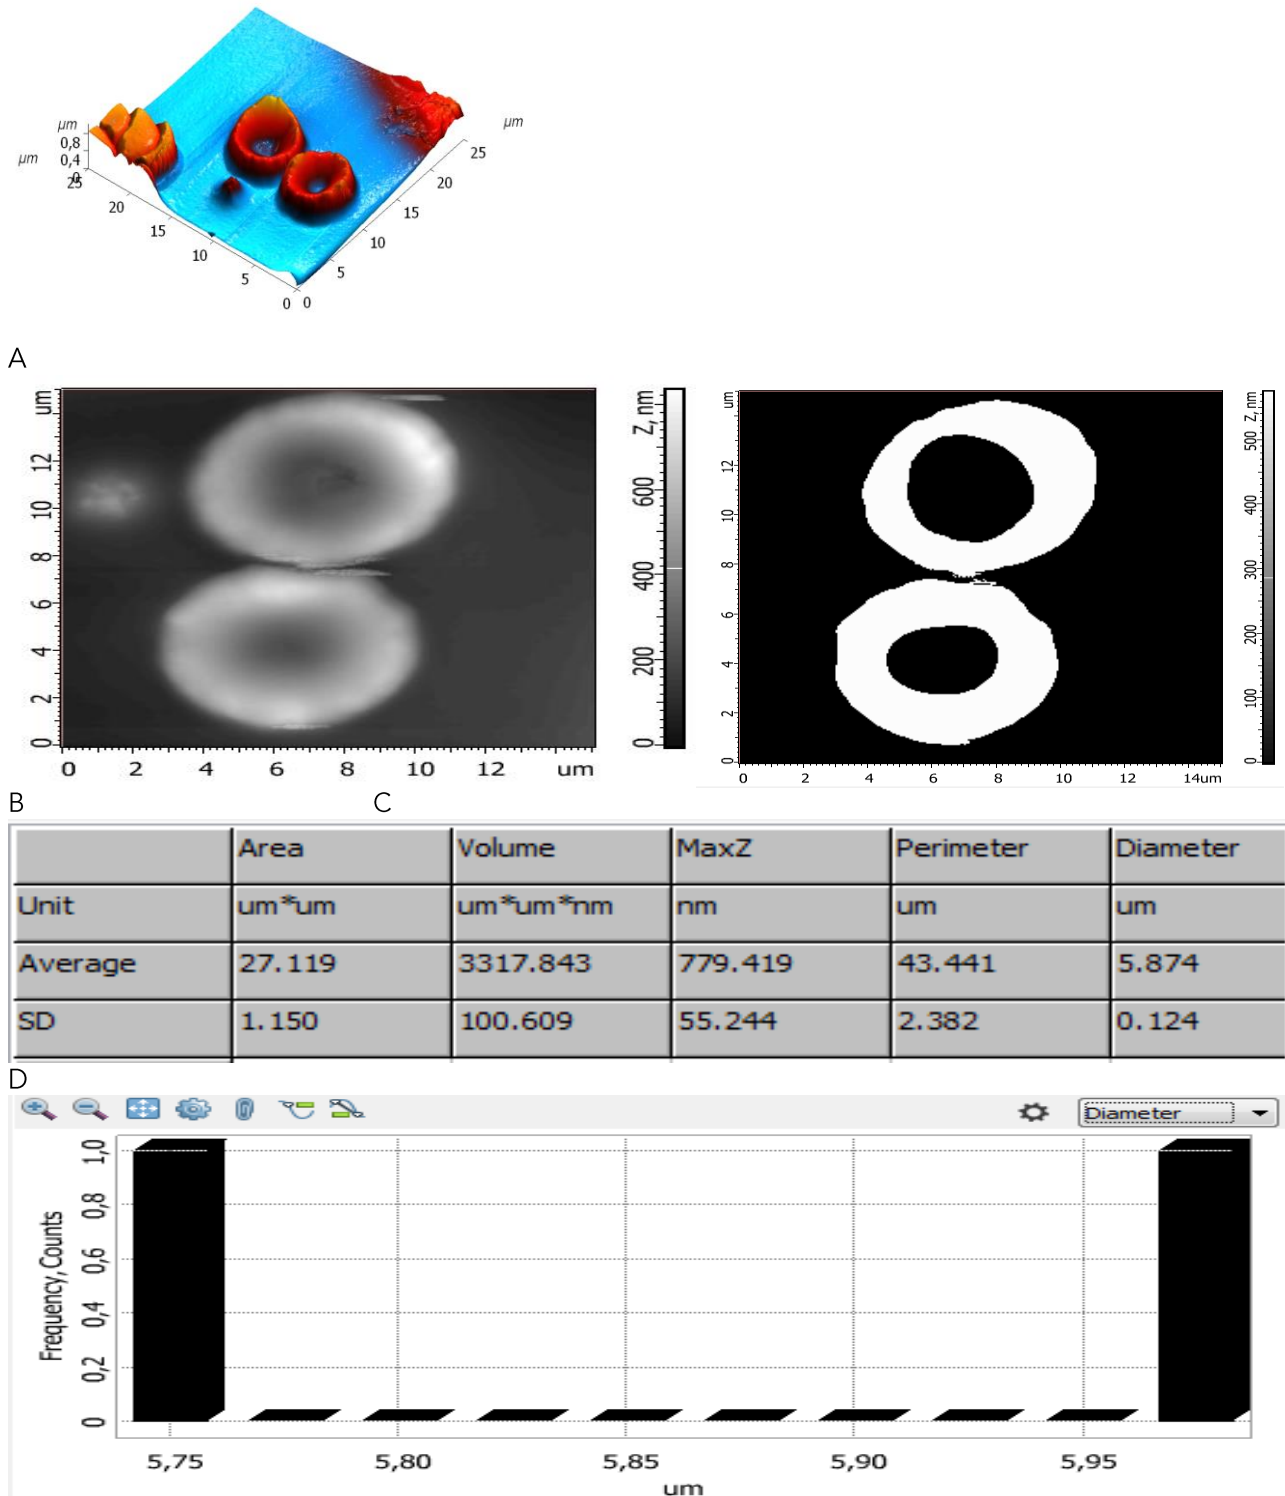 µm
0,8
0,4
0
µm
25
20
15
10
5
0
0
5
10
15
20
25
µm
A
um
12
10
8
6
4
2
0
0 2 4 6 8 10 12 um
Z, nm
600
400
200
0
um
12
10
8
6
4
2
0
0 2 4 6 8 10 12 14um
Z, nm
500
400
300
200
100
0
B C
Area Volume MaxZ Perimeter Diameter
Unit um*um um*um*nm nm um um
Average 27.119 3317.843 779.419 43.441 5.874
SD 1.150 100.609 55.244 2.382 0.124
D
Diameter
Frequency,Counts
1,0
0,8
0,6
0,4
0,2
0
5,75 5,80 5,85 5,90 5,95
um